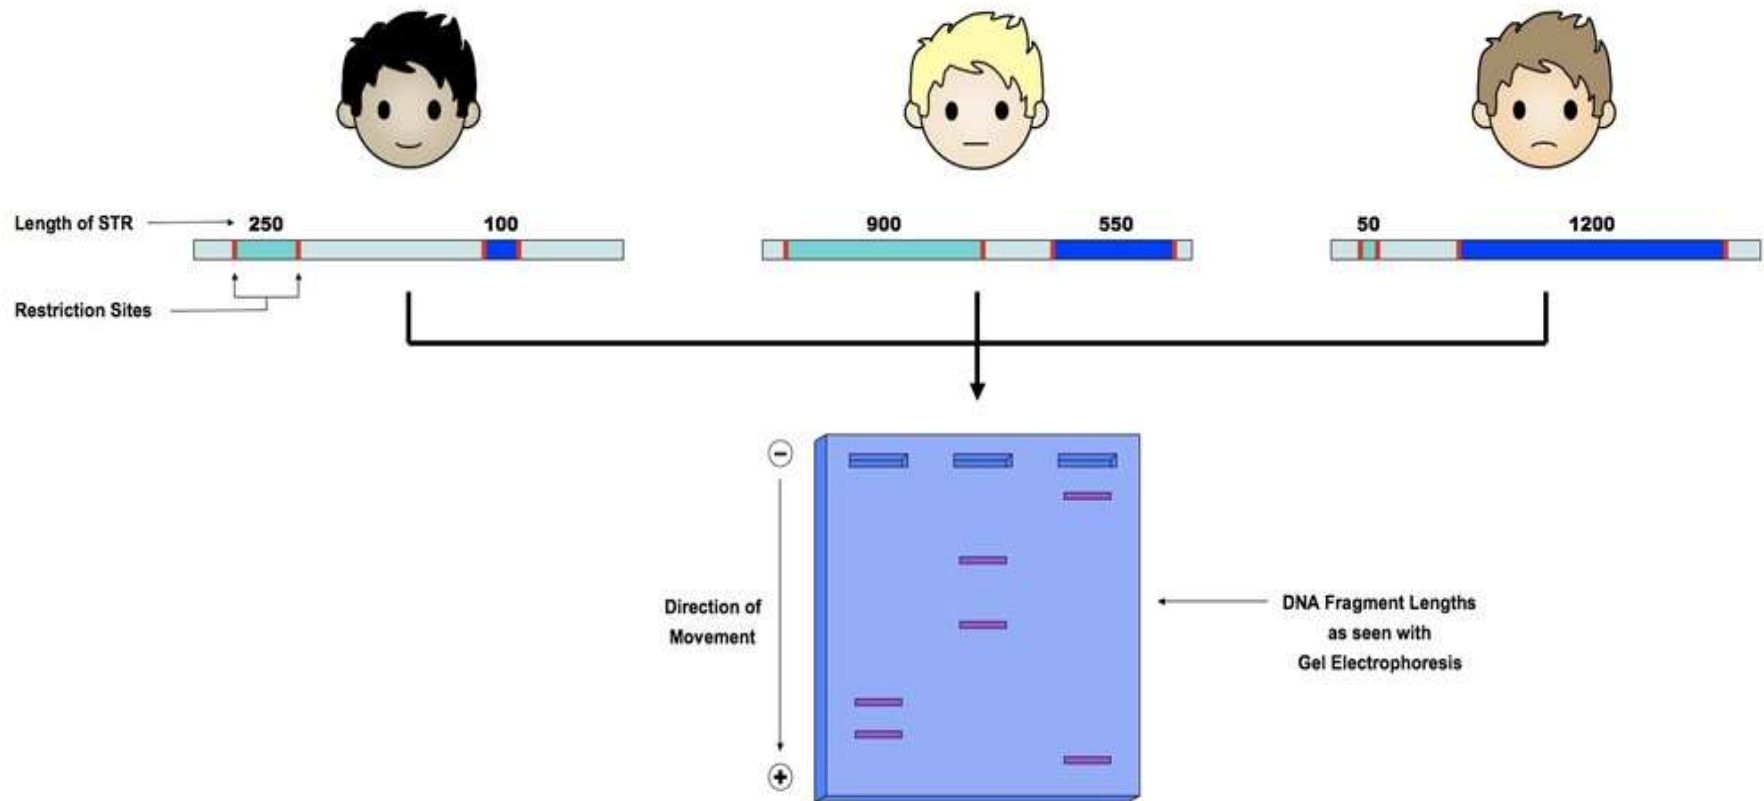 Length of STR
250
100
900
550
50
1200
Restriction Sites
−
Direction of
Movement
+
DNA Fragment Lengths
as seen with
Gel Electrophoresis